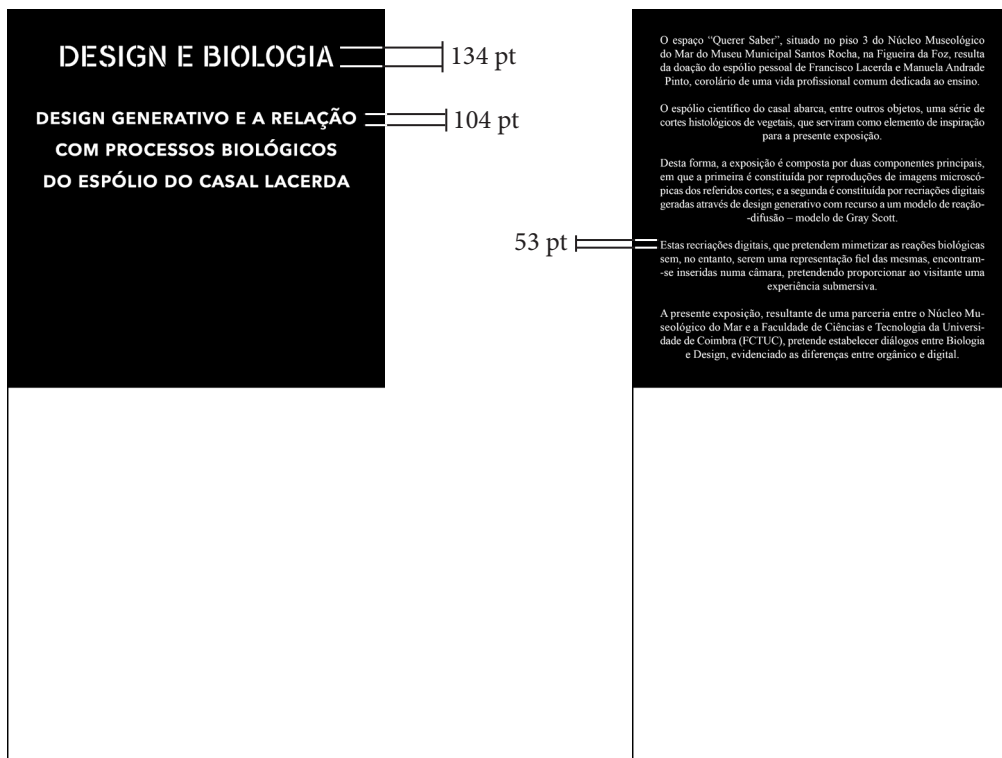 DESIGN E BIOLOGIA
134 pt
DESIGN GENERATIVO E A RELAÇÃO
104 pt
COM PROCESSOS BIOLÓGICOS
DO ESPÓLIO DO CASAL LACERDA
O espaço “Querer Saber”, situado no piso 3 do Núcleo Museológico
do Mar do Museu Municipal Santos Rocha, na Figueira da Foz, resulta
da doação do espólio pessoal de Francisco Lacerda e Manuela Andrade
Pinto, corolário de uma vida profissional comum dedicada ao ensino.
O espólio científico do casal abarca, entre outros objetos, uma série de
cortes histológicos de vegetais, que serviram como elemento de inspiração
para a presente exposição.
Desta forma, a exposição é composta por duas componentes principais,
em que a primeira é constituída por reproduções de imagens microscó-
picas dos referidos cortes; e a segunda é constituída por recriações digitais
geradas através de design generativo com recurso a um modelo de reação-
-difusão – modelo de Gray Scott.
53 pt
Estas recriações digitais, que pretendem mimetizar as reações biológicas
sem, no entanto, serem uma representação fiel das mesmas, encontram-
-se inseridas numa câmara, pretendendo proporcionar ao visitante uma
experiência submersiva.
A presente exposição, resultante de uma parceria entre o Núcleo Mu-
seológico do Mar e a Faculdade de Ciências e Tecnologia da Universi-
dade de Coimbra (FCTUC), pretende estabelecer diálogos entre Biologia
e Design, evidenciado as diferenças entre orgânico e digital.